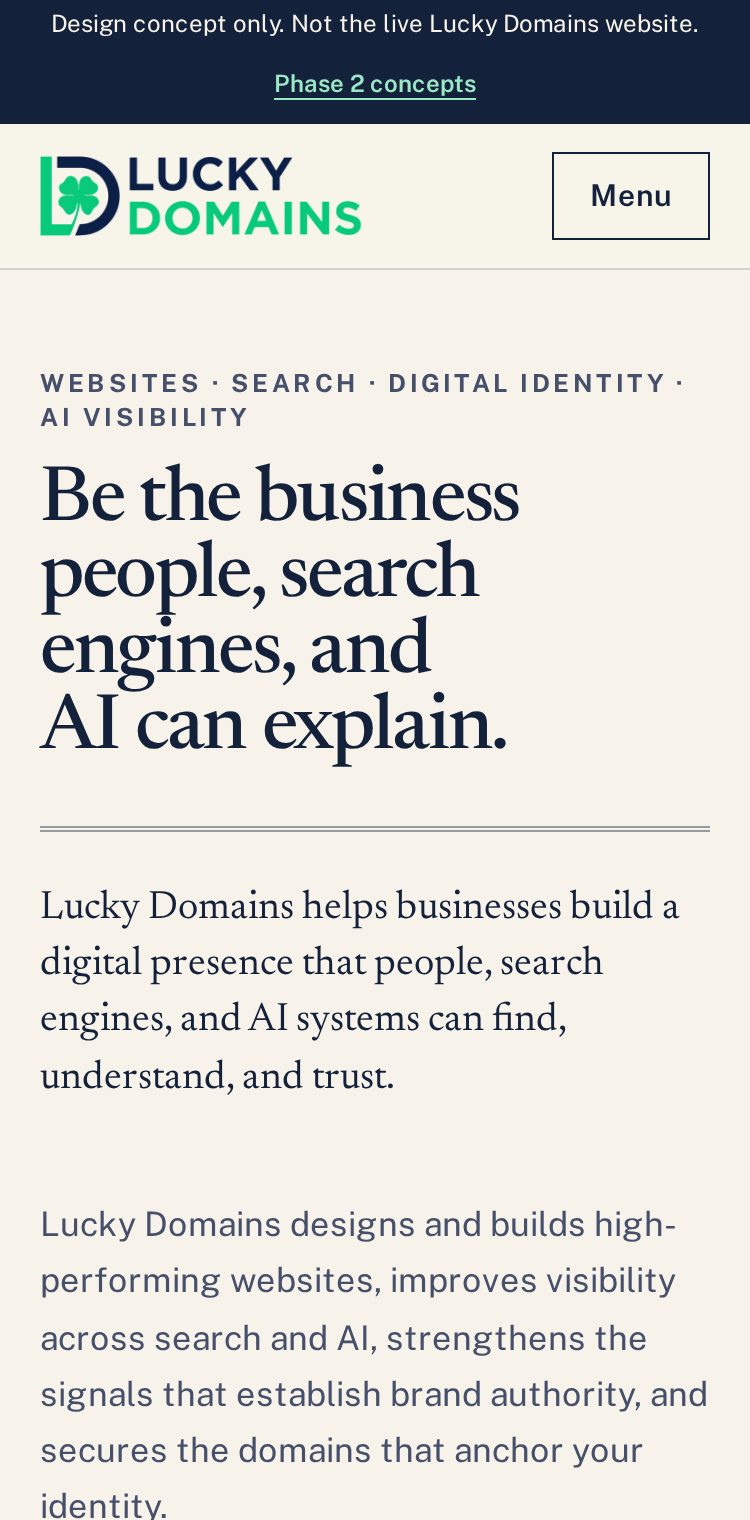 Design concept only. Not the live Lucky Domains website.
Phase 2 concepts
LUCKY
DOMAINS
Menu
WEBSITES · SEARCH · DIGITAL IDENTITY ·
AI VISIBILITY
Be the business
people, search
engines, and
AI can explain.
Lucky Domains helps businesses build a
digital presence that people, search
engines, and AI systems can find,
understand, and trust.
Lucky Domains designs and builds high-
performing websites, improves visibility
across search and AI, strengthens the
signals that establish brand authority, and
secures the domains that anchor your
identity.